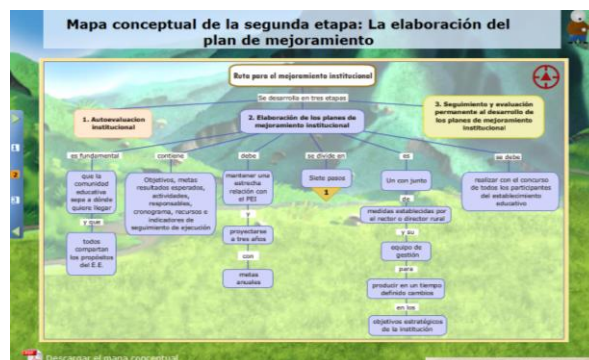 Mapa conceptual de la segunda etapa: La elaboración del
plan de mejoramiento
Ruta para el mejoramiento institucional
Se desarrolla en tres etapas
1. Autoevaluacion
institucional
2. Elaboración de los planes de
mejoramiento institucional
3. Seguimiento y evaluación
permanente al desarrollo de
los planes de mejoramiento
institucional
es fundamental
contiene
debe
se divide en
es
se debe
que la
comunidad
educativa
sepa a dónde
quiere llegar
y que
todos
compartan
los propósitos
del E.E.
Objetivos, metas
resultados esperados,
actividades,
responsables,
cronograma, recursos e
indicadores de
seguimiento de ejecución
mantener una
estrecha
relación con
el PEI
y
proyectarse
a tres años
con
metas
anuales
Siete pasos
1
Un conjunto
de
medidas establecidas por
el rector o director rural
y su
equipo de
gestión
para
producir en un tiempo
definido cambios
en los
objetivos estratégicos
de la institución
realizar con el concurso
de todos los participantes
del establecimiento
educativo
1
2
3
Descargar el mapa conceptual